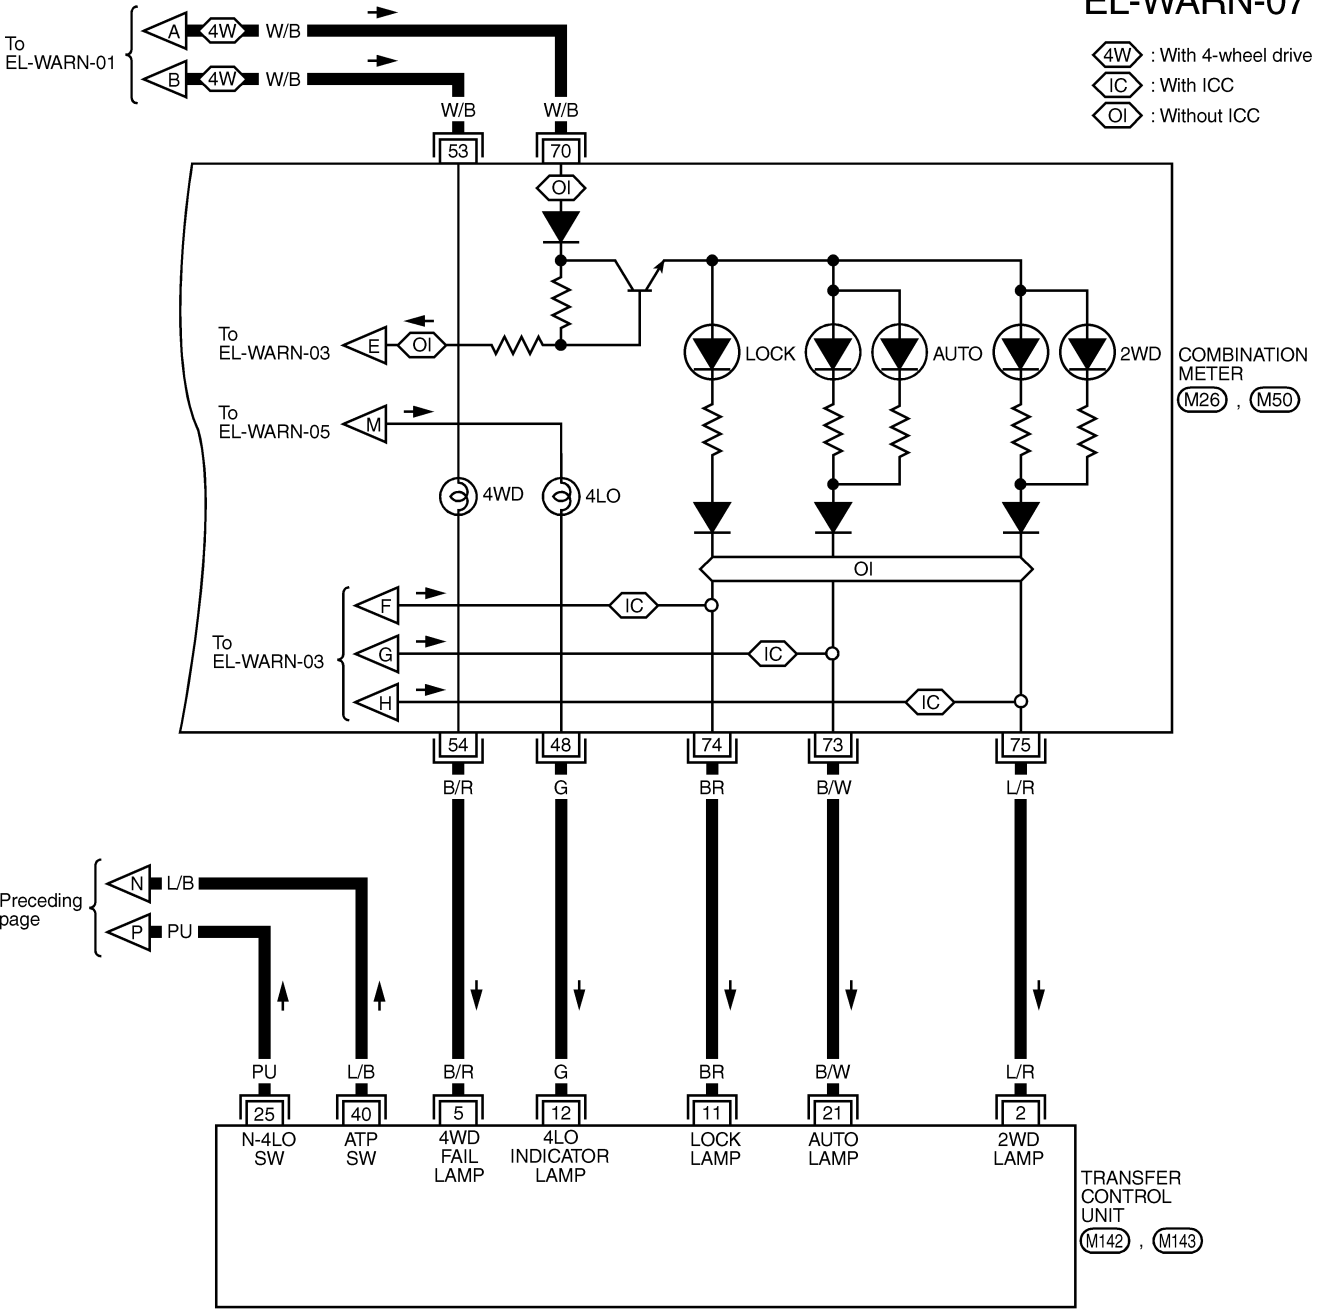 EL-WARN-07
To
EL-WARN-01
A 4W W/B
B 4W W/B
4W : With 4-wheel drive
IC : With ICC
OI : Without ICC
W/B W/B
53 70
OI
To
EL-WARN-03
E OI
LOCK AUTO 2WD
COMBINATION
METER
M26 , M50
To
EL-WARN-05
M
4WD 4LO
OI
To
EL-WARN-03
F IC
G IC
H IC
54 48 74 73 75
B/R G BR B/W L/R
Preceding
page
N L/B
P PU
PU L/B B/R G BR B/W L/R
25 40 5 12 11 21 2
N-4LO
SW
ATP
SW
4WD
FAIL
LAMP
4LO
INDICATOR
LAMP
LOCK
LAMP
AUTO
LAMP
2WD
LAMP
TRANSFER
CONTROL
UNIT
M142 , M143